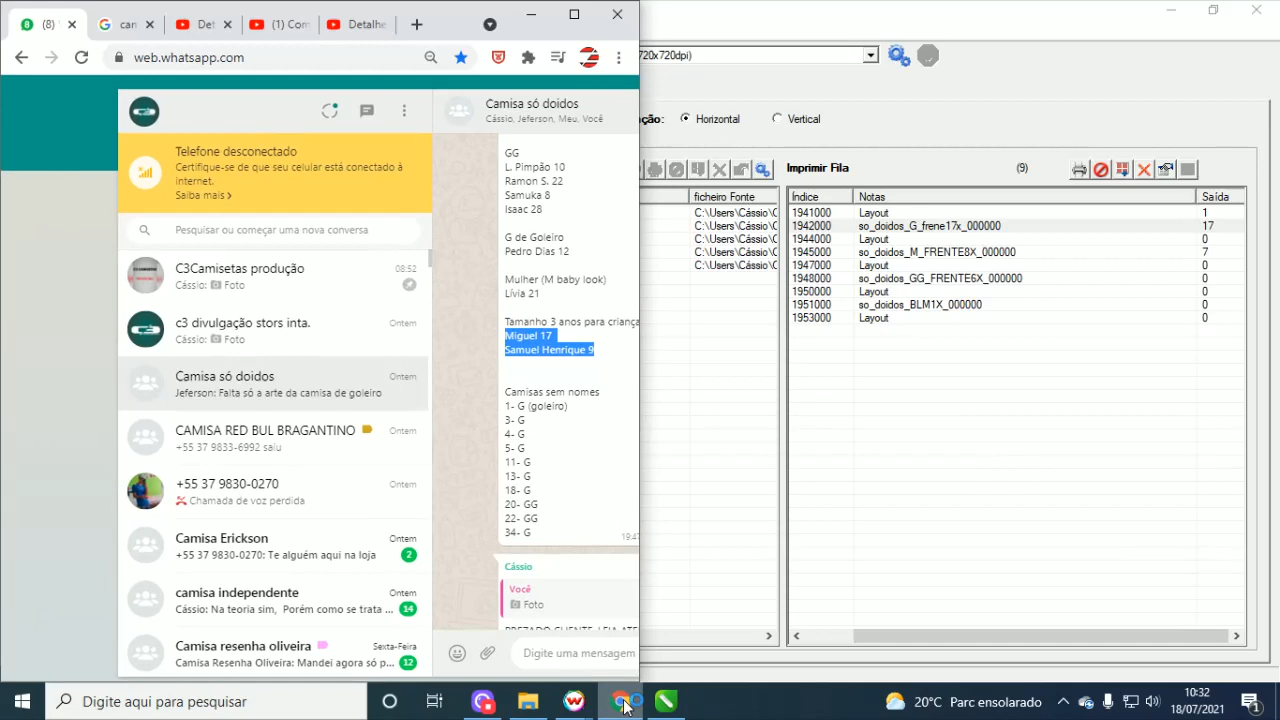 (8)
can
Det
(1) Com
Detalhe
web.whatsapp.com
720x720dpi)
Camisa só doidos
Cássio, Jeferson, Meu, Você
Telefone desconectado
Certifique-se de que seu celular está conectado à
internet.
Saiba mais
Pesquisar ou começar uma nova conversa
C3Camisetas produção
08:52
Cássio: Foto
c3 divulgação stors inta.
Ontem
Cássio: Foto
Camisa só doidos
Ontem
Jeferson: Falta só a arte da camisa de goleiro
CAMISA RED BUL BRAGANTINO
Ontem
+55 37 9833-6992 saiu
+55 37 9830-0270
Ontem
Chamada de voz perdida
Camisa Erickson
Ontem
+55 37 9830-0270: Te alguém aqui na loja
2
camisa independente
Ontem
Cássio: Na teoria sim, Porém como se trata ...
14
Camisa resenha oliveira
Sexta-Feira
Camisa Resenha Oliveira: Mandei agora só p...
12
GG
L. Pimpão 10
Ramon S. 22
Samuka 8
Isaac 28
G de Goleiro
Pedro Dias 12
Mulher (M baby look)
Lívia 21
Tamanho 3 anos para criança
Miguel 17
Samuel Henrique 9
Camisas sem nomes
1- G (goleiro)
3- G
4- G
5- G
11- G
13- G
18- G
20- GG
22- GG
34- G
19:47
Cássio
Você
Foto
Digite uma mensagem
ção:
Horizontal
Vertical
Imprimir Fila
(9)
ficheiro Fonte
C:\Users\Cássio\C
C:\Users\Cássio\C
C:\Users\Cássio\C
C:\Users\Cássio\C
C:\Users\Cássio\C
Índice Notas Saída
1941000 Layout 1
1942000 so_doidos_G_frene17x_000000 17
1944000 Layout 0
1945000 so_doidos_M_FRENTE8X_000000 7
1947000 Layout 0
1948000 so_doidos_GG_FRENTE6X_000000 0
1950000 Layout 0
1951000 so_doidos_BLM1X_000000 0
1953000 Layout 0
Digite aqui para pesquisar
20°C Parc ensolarado
10:32
18/07/2021
1